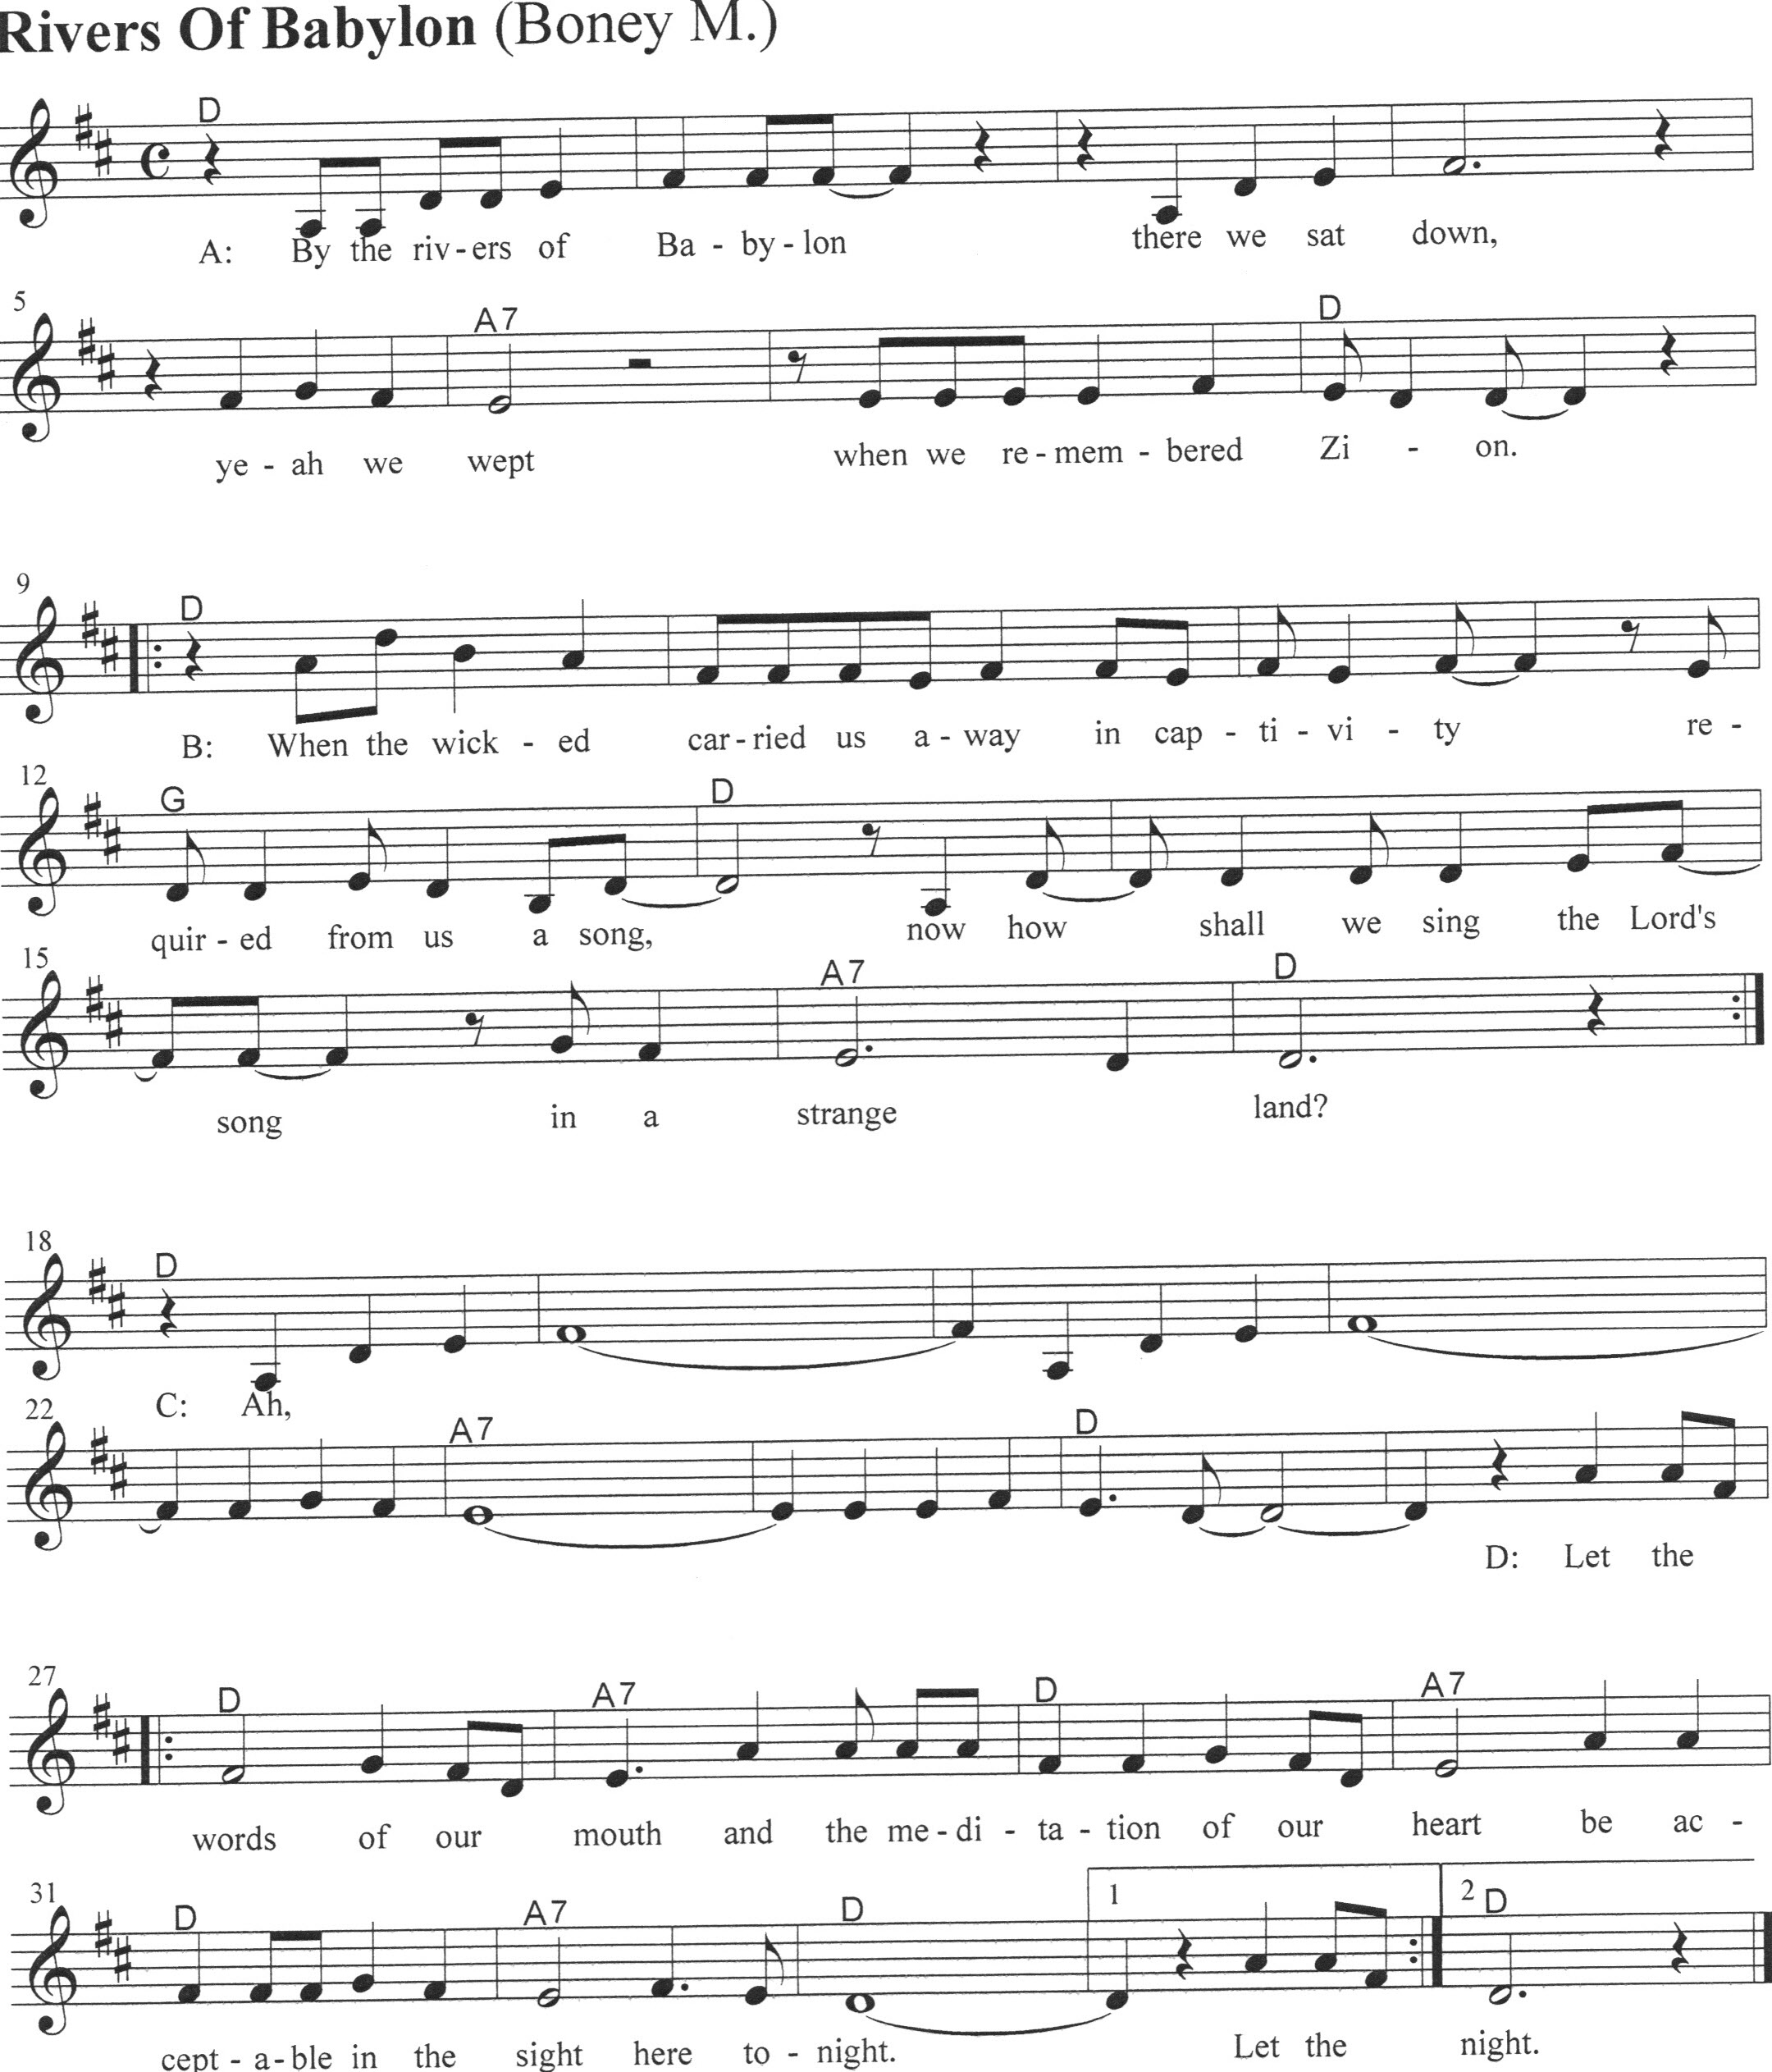 Rivers Of Babylon (Boney M.)
D
A: By the riv - ers of Ba - by - lon there we sat down,
5 A7 D
ye - ah we wept when we re - mem - bered Zi - on.
9 D
B: When the wick - ed car - ried us a - way in cap - ti - vi - ty re -
12 G D
quir - ed from us a song, now how shall we sing the Lord's
15 A7 D
song in a strange land?
18 D
C: Ah,
22 A7 D
D: Let the
27 D A7 D A7
words of our mouth and the me - di - ta - tion of our heart be ac -
31 D A7 D 1 2 D
cept - a - ble in the sight here to - night. Let the night.